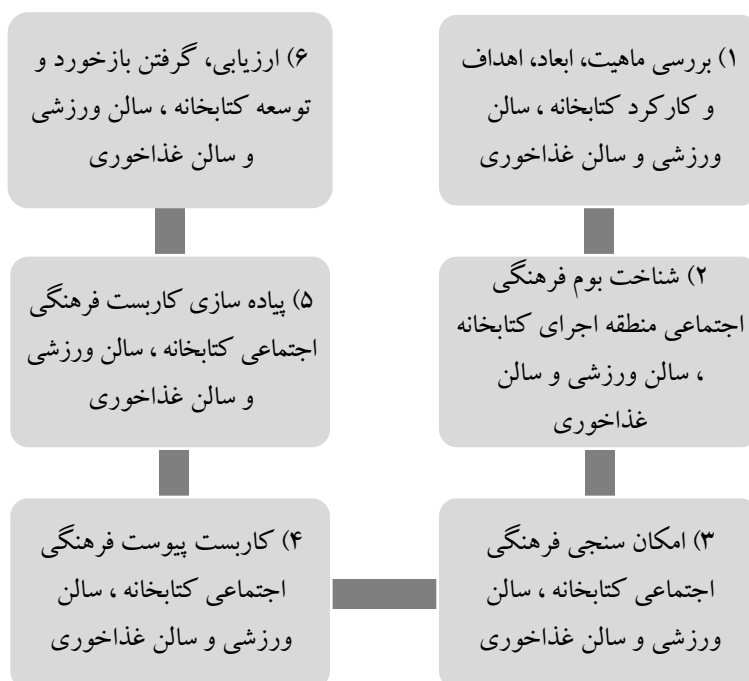 ۱) بررسی ماهیت، ابعاد، اهداف
و کارکرد کتابخانه ، سالن
ورزشی و سالن غذاخوری
۲) شناخت بوم فرهنگی
اجتماعی منطقه اجرای کتابخانه
، سالن ورزشی و سالن
غذاخوری
۳) امکان سنجی فرهنگی
اجتماعی کتابخانه ، سالن
ورزشی و سالن غذاخوری
۴) کاربست پیوست فرهنگی
اجتماعی کتابخانه ، سالن
ورزشی و سالن غذاخوری
۵) پیاده سازی کاربست فرهنگی
اجتماعی کتابخانه ، سالن ورزشی
و سالن غذاخوری
۶) ارزیابی، گرفتن بازخورد و
توسعه کتابخانه ، سالن ورزشی
و سالن غذاخوری